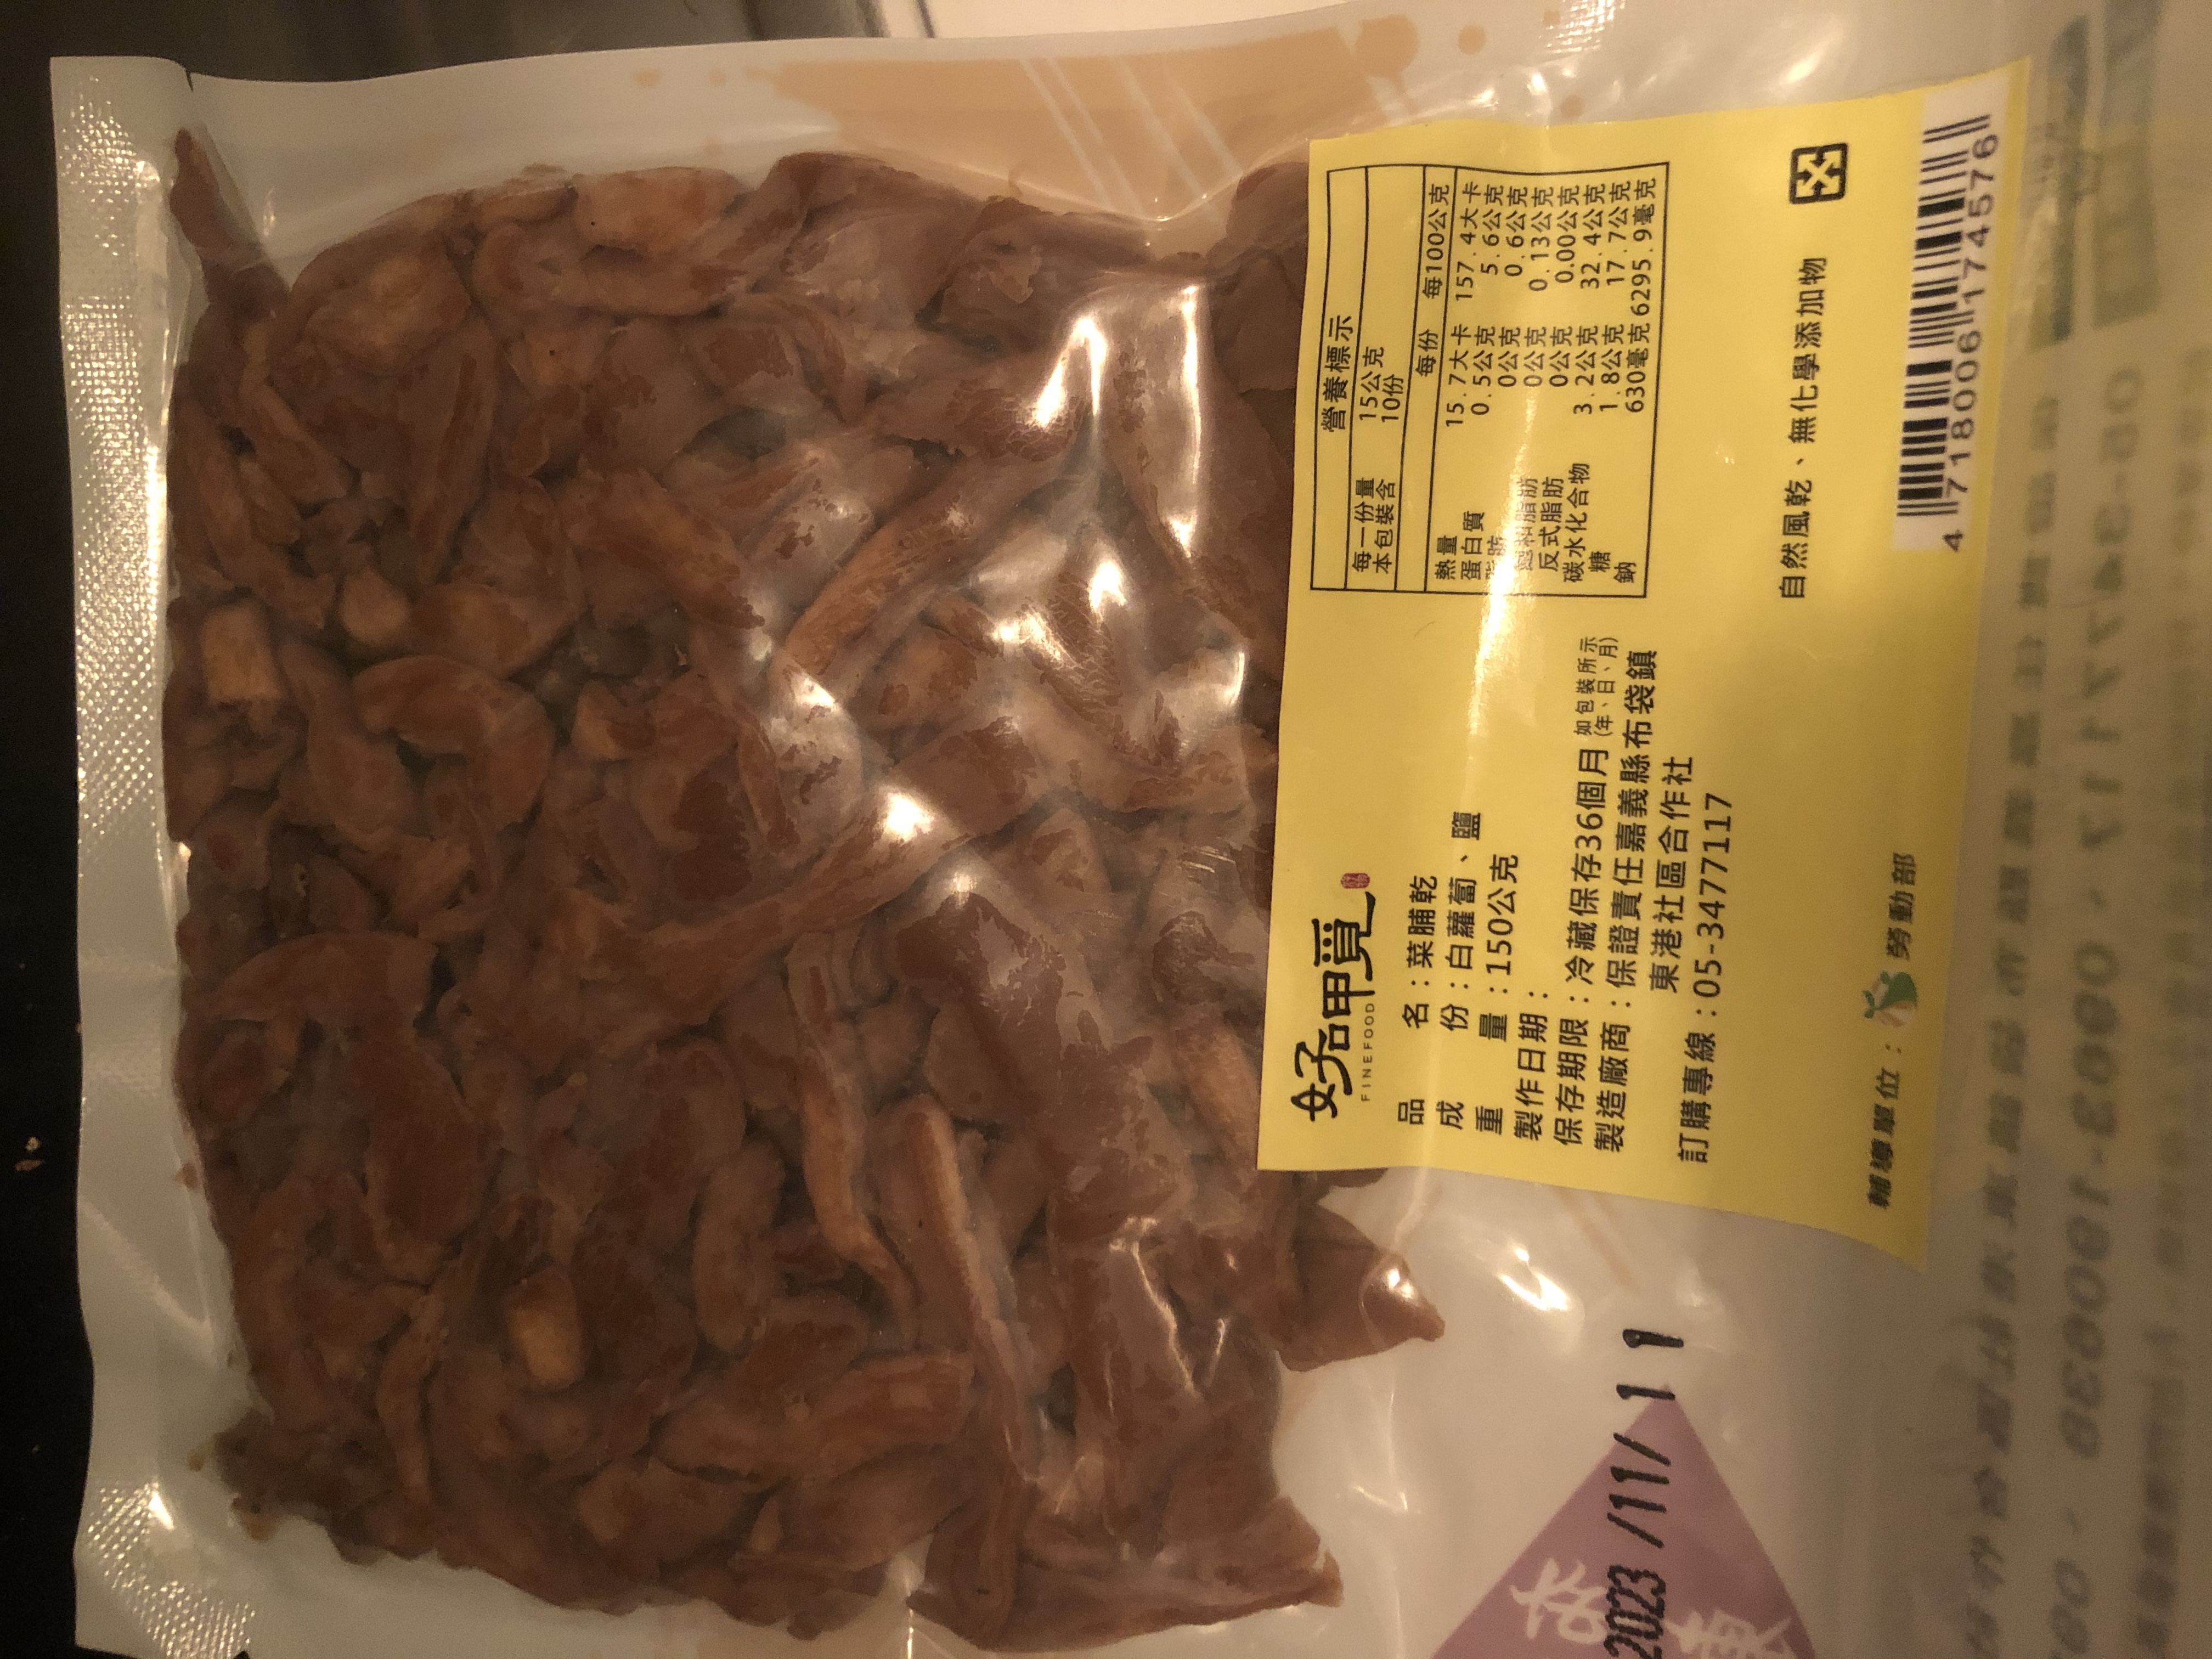 好呷覓
FINEFOOD
品名：菜脯乾
成份：白蘿蔔、鹽
重量：150公克
製作日期：
保存期限：冷藏保存36個月 如包裝所示(年、日、月)
製造廠商：保證責任嘉義縣布袋鎮
東港社區合作社
訂購專線：05-3477117
輔導單位：勞動部
營養標示
每一份量 15公克
本包裝含 10份
每份 每100公克
熱量 15.7大卡 157.4大卡
蛋白質 0.5公克 5.6公克
脂肪 0公克 0.6公克
飽和脂肪 0公克 0.13公克
反式脂肪 0公克 0.00公克
碳水化合物 3.2公克 32.4公克
糖 1.8公克 17.7公克
鈉 630毫克 6295.9毫克
自然風乾、無化學添加物
4 718006 174576
2023/11/11